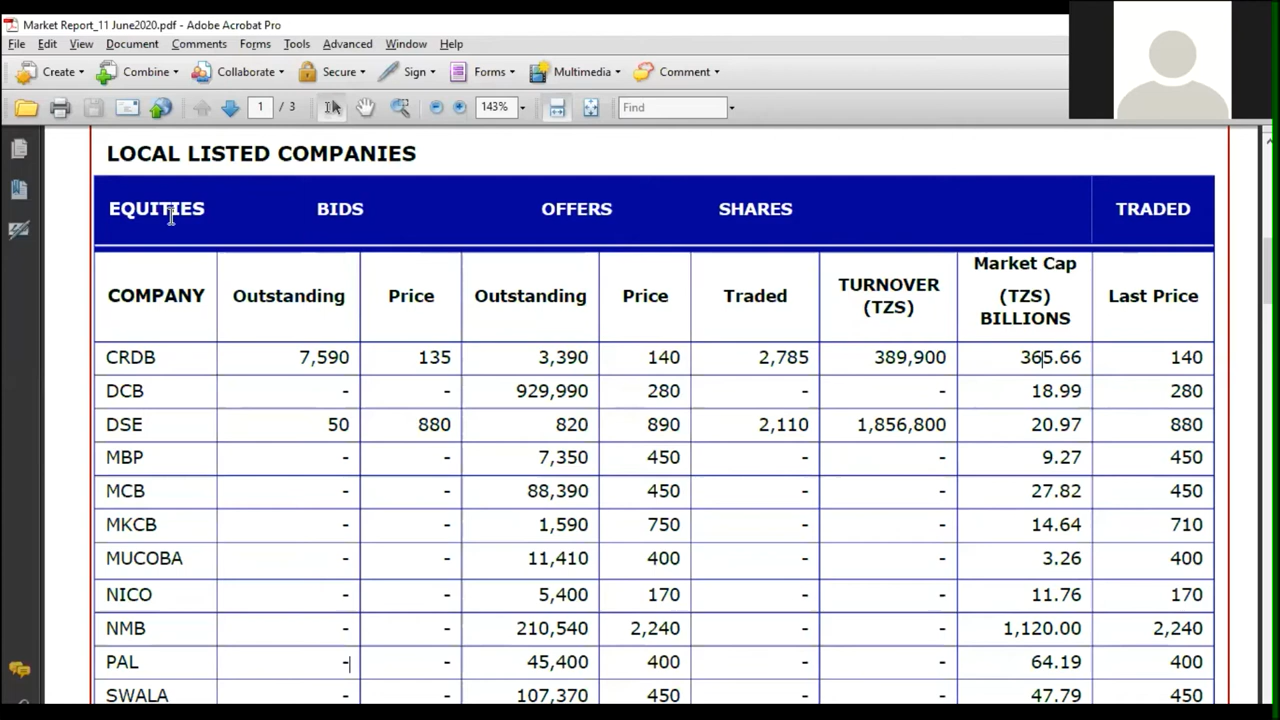 Market Report_11 June2020.pdf - Adobe Acrobat Pro
File Edit View Document Comments Forms Tools Advanced Window Help
Create Combine Collaborate Secure Sign Forms Multimedia Comment
1 / 3 143% Find
LOCAL LISTED COMPANIES
EQUITIES BIDS OFFERS SHARES TRADED
COMPANY Outstanding Price Outstanding Price Traded TURNOVER (TZS) Market Cap (TZS) BILLIONS Last Price
CRDB 7,590 135 3,390 140 2,785 389,900 365.66 140
DCB - - 929,990 280 - - 18.99 280
DSE 50 880 820 890 2,110 1,856,800 20.97 880
MBP - - 7,350 450 - - 9.27 450
MCB - - 88,390 450 - - 27.82 450
MKCB - - 1,590 750 - - 14.64 710
MUCOBA - - 11,410 400 - - 3.26 400
NICO - - 5,400 170 - - 11.76 170
NMB - - 210,540 2,240 - - 1,120.00 2,240
PAL - - 45,400 400 - - 64.19 400
SWALA - - 107,370 450 - - 47.79 450